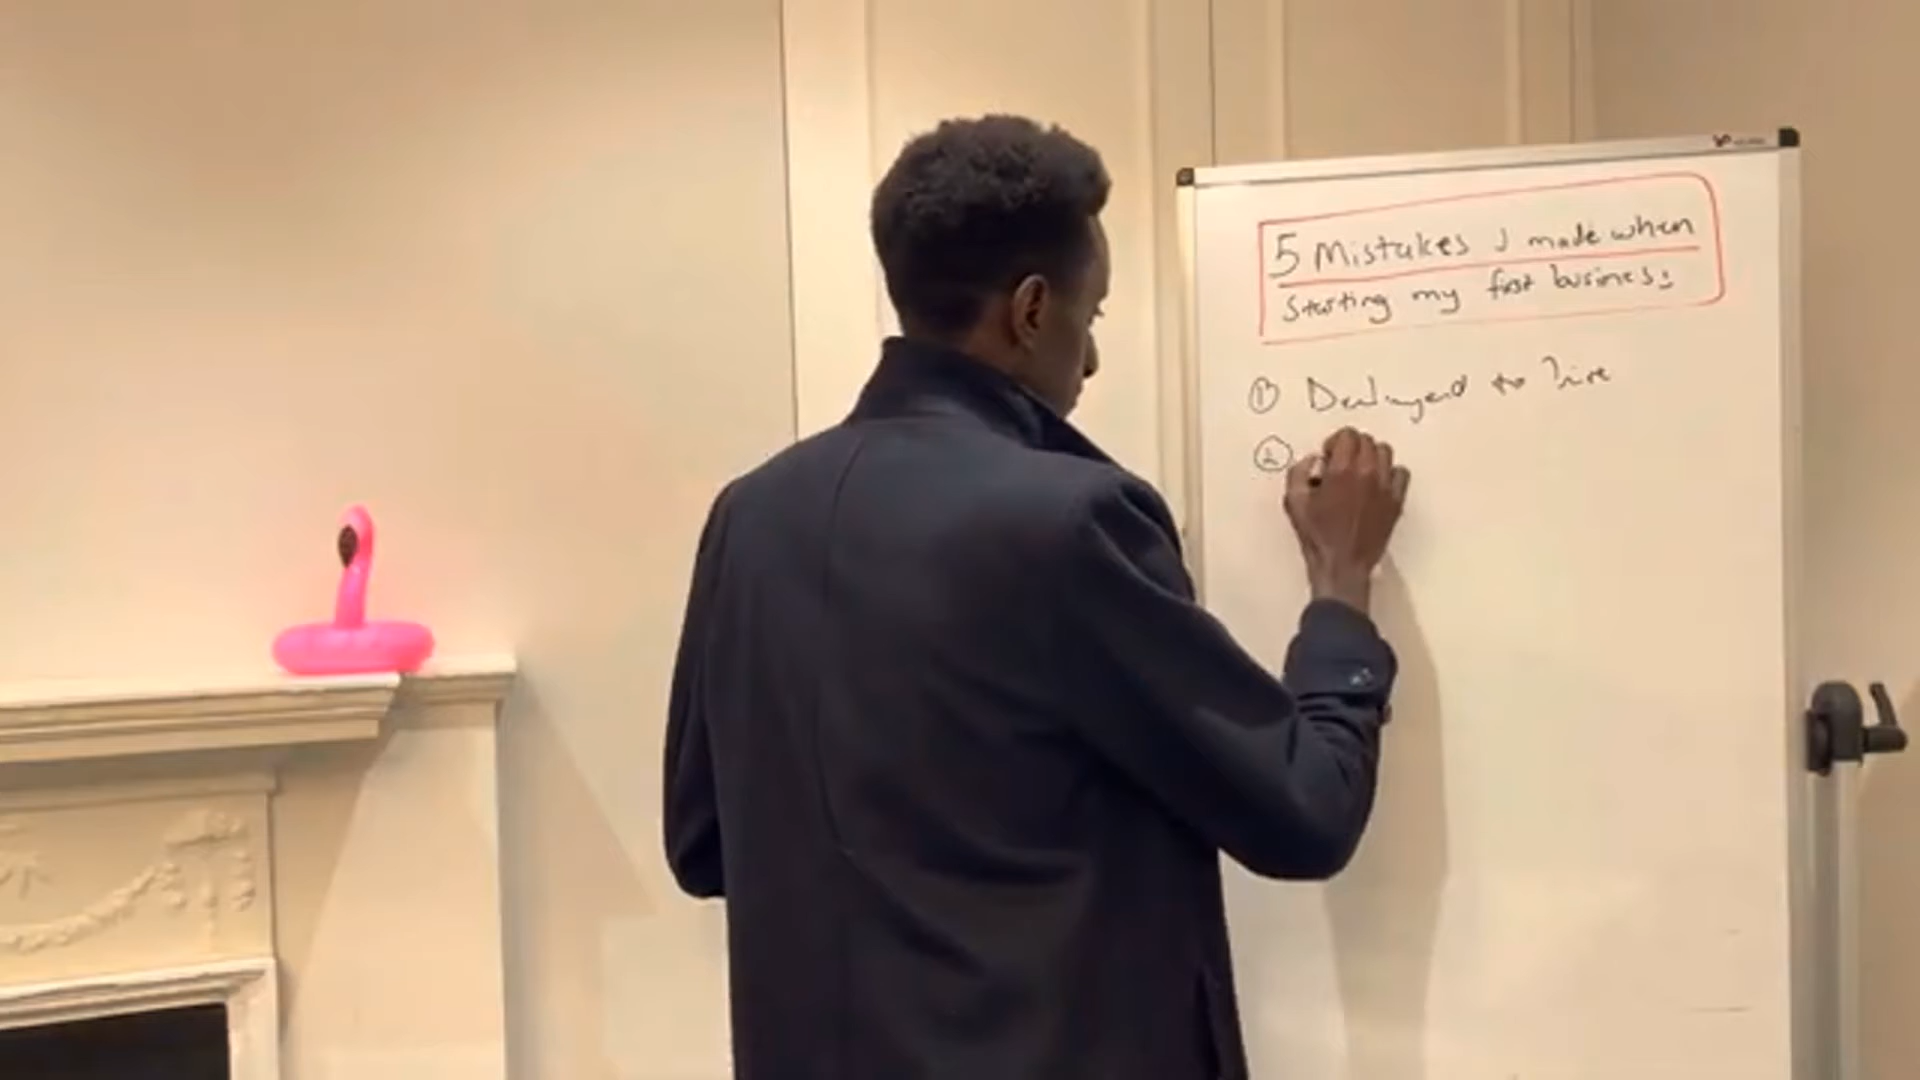 5 Mistakes I made when
Starting my first business:
① Delayed to hire
②